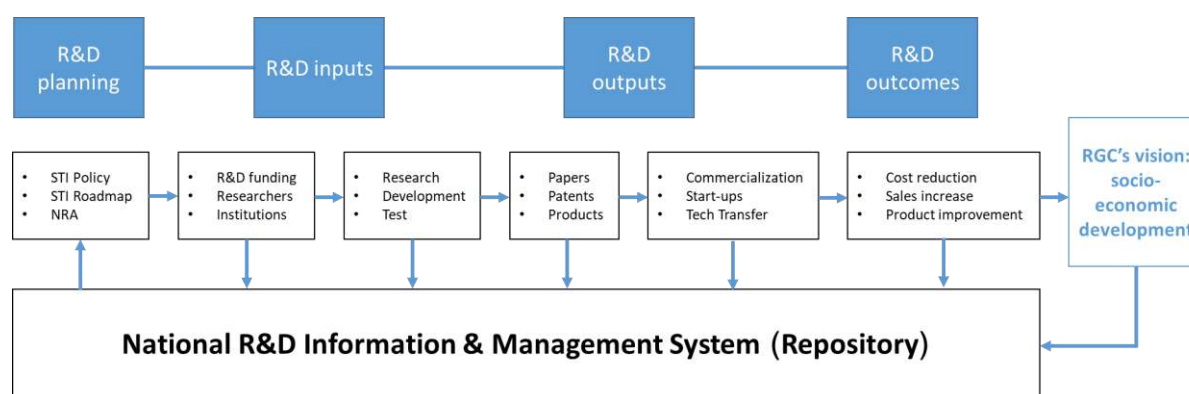 R&D
planning
R&D inputs
R&D
outputs
R&D
outcomes
• STI Policy
• STI Roadmap
• NRA
• R&D funding
• Researchers
• Institutions
• Research
• Development
• Test
• Papers
• Patents
• Products
• Commercialization
• Start-ups
• Tech Transfer
• Cost reduction
• Sales increase
• Product improvement
RGC's vision:
socio-
economic
development
National R&D Information & Management System (Repository)